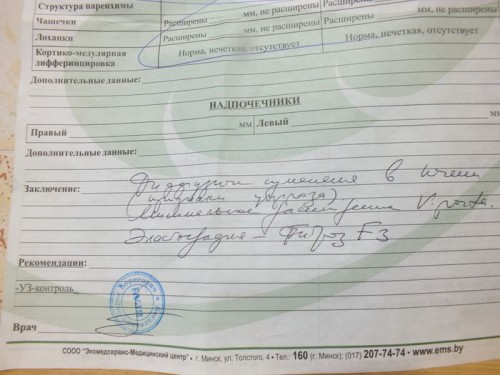 Структура паренхимы
Чашечки Расширены мм, не расширены Расширены мм, не расширены
Лоханки Расширены мм, не расширены Расширены мм, не расширены
Кортико-медулярная дифференцировка Норма, нечеткая, отсутствует Норма, нечеткая, отсутствует
Дополнительные данные:
НАДПОЧЕЧНИКИ
Правый мм Левый мм
Дополнительные данные:
Заключение: Диффузные изменения в печени
(признаки цирроза)
V. porta.
Эластография – Фиброз F3
Рекомендации:
-УЗ-контроль
Врач
СООО "Экомедсервис-Медицинский центр" • г. Минск, ул. Толстого, 4 • Тел.: 160 (г. Минск); (017) 207-74-74 • www.ems.by